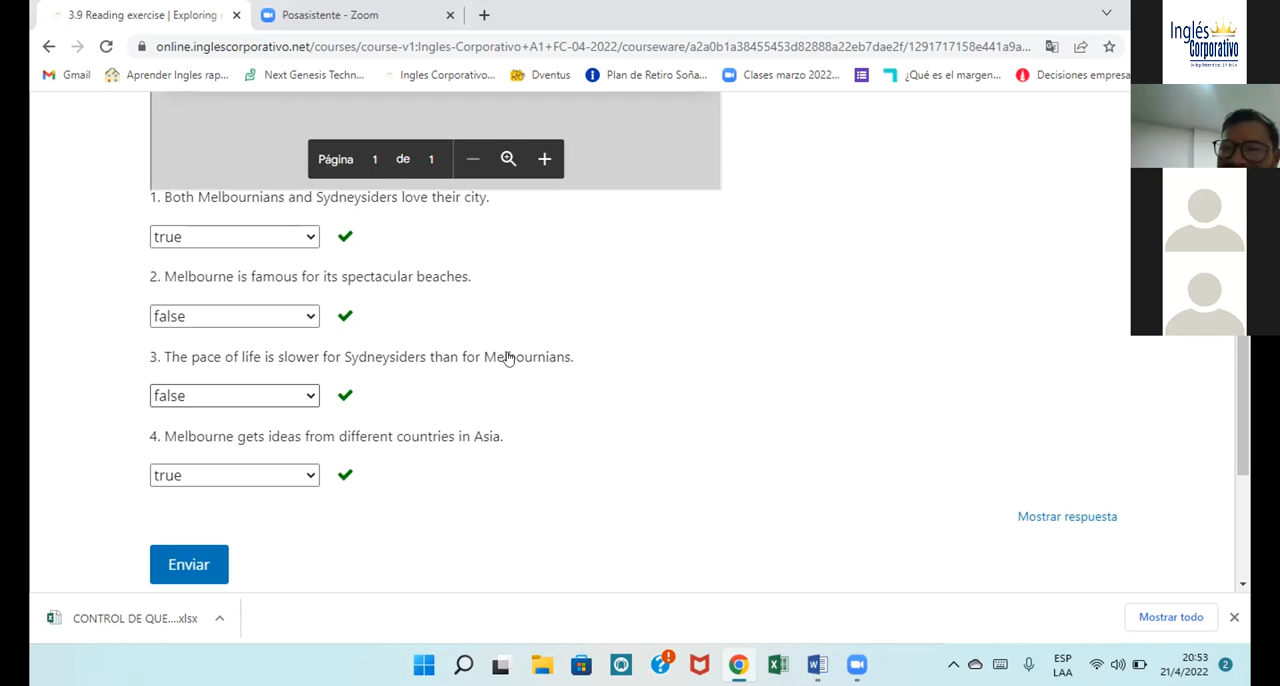 3.9 Reading exercise | Exploring
Posasistente - Zoom
online.inglescorporativo.net/courses/course-v1:Ingles-Corporativo+A1+FC-04-2022/courseware/a2a0b1a38455453d82888a22eb7dae2f/1291717158e441a9a...
Gmail
Aprender Ingles rap...
Next Genesis Techn...
Ingles Corporativo...
Dventus
Plan de Retiro Soña...
Clases marzo 2022...
¿Qué es el margen...
Decisiones empresa
Inglés
Corporativo
Página 1 de 1
1. Both Melbournians and Sydneysiders love their city.
true
2. Melbourne is famous for its spectacular beaches.
false
3. The pace of life is slower for Sydneysiders than for Melbournians.
false
4. Melbourne gets ideas from different countries in Asia.
true
Mostrar respuesta
Enviar
CONTROL DE QUE....xlsx
Mostrar todo
ESP
LAA
20:53
21/4/2022
2